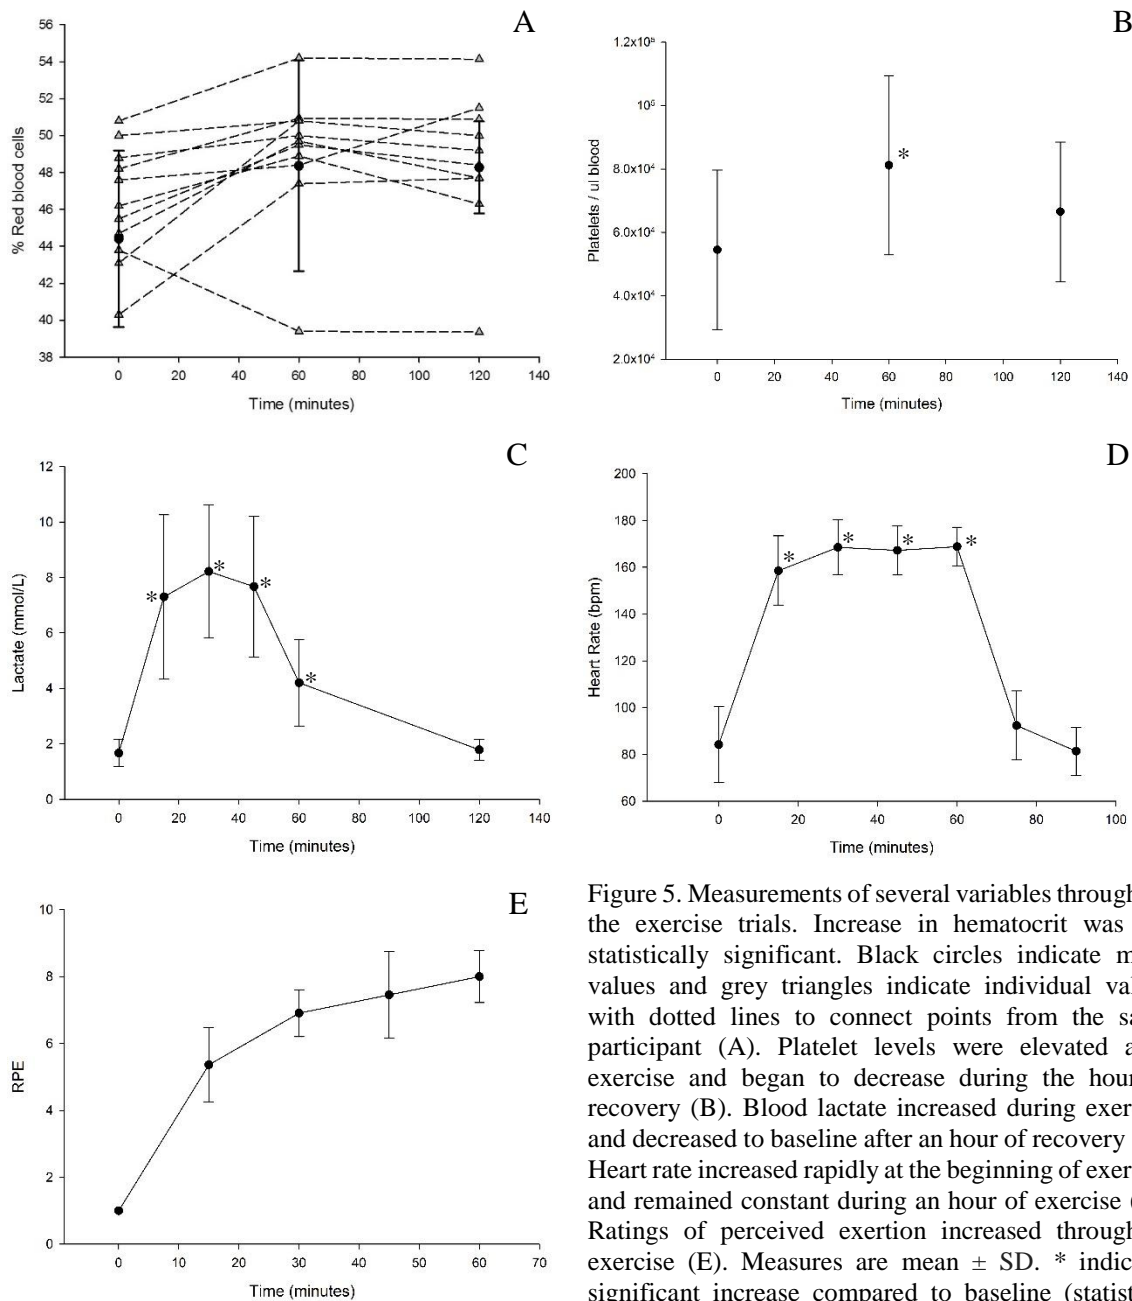 A
56
54
52
50
48
46
44
42
40
38
% Red blood cells
0 20 40 60 80 100 120 140
Time (minutes)
B
1.2x10⁵
10⁵
8.0x10⁴
6.0x10⁴
4.0x10⁴
2.0x10⁴
Platelets / ul blood
*
0 20 40 60 80 100 120 140
Time (minutes)
C
12
10
8
6
4
2
0
Lactate (mmol/L)
* * * *
0 20 40 60 80 100 120 140
Time (minutes)
D
200
180
160
140
120
100
80
60
Heart Rate (bpm)
* * * *
0 20 40 60 80 100
Time (minutes)
E
10
8
6
4
2
0
RPE
0 10 20 30 40 50 60 70
Time (minutes)
Figure 5. Measurements of several variables through
the exercise trials. Increase in hematocrit was
statistically significant. Black circles indicate m
values and grey triangles indicate individual val
with dotted lines to connect points from the sa
participant (A). Platelet levels were elevated a
exercise and began to decrease during the hour
recovery (B). Blood lactate increased during exer
and decreased to baseline after an hour of recovery
Heart rate increased rapidly at the beginning of exer
and remained constant during an hour of exercise (
Ratings of perceived exertion increased through
exercise (E). Measures are mean ± SD. * indic
significant increase compared to baseline (statist